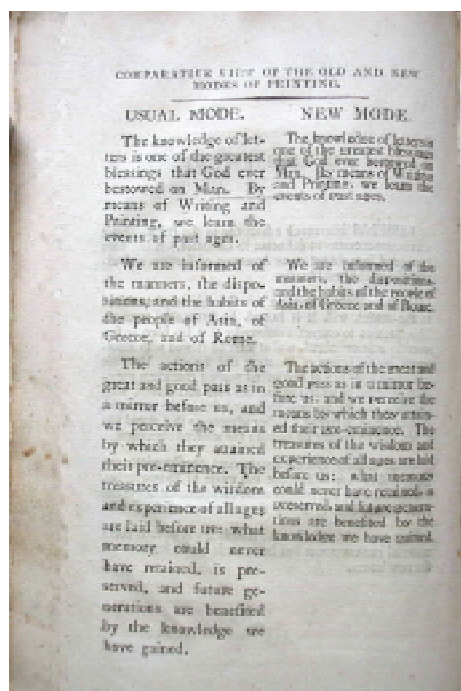 COMPARATIVE VIEW OF THE OLD AND NEW
MODES OF PRINTING.
USUAL MODE.
The knowledge of let-
ters is one of the greatest
blessings that God ever
bestowed on Man. By
means of Writing and
Printing, we learn the
events of past ages.
We are informed of
the manners, the dispo-
sitions, and the habits of
the people of Asia, of
Greece, and of Rome.
The actions of the
great and good pass as in
a mirror before us, and
we perceive the means
by which they attained
their pre-eminence. The
treasures of the wisdom
and experience of all ages
are laid before us: what
memory could never
have retained, is pre-
served, and future ge-
nerations are benefited
by the knowledge we
have gained.
NEW MODE.
The knowledge of letters is
one of the greatest blessings
that God ever bestowed on
Man. By means of Writing
and Printing, we learn the
events of past ages.
We are informed of the
manners, the dispositions,
and the habits of the people of
Asia, of Greece and of Rome.
The actions of the great and
good pass as in a mirror be-
fore us, and we perceive the
means by which they attain-
ed their pre-eminence. The
treasures of the wisdom and
experience of all ages are laid
before us: what memory
could never have retained, is
preserved, and future genera-
tions are benefited by the
knowledge we have gained.